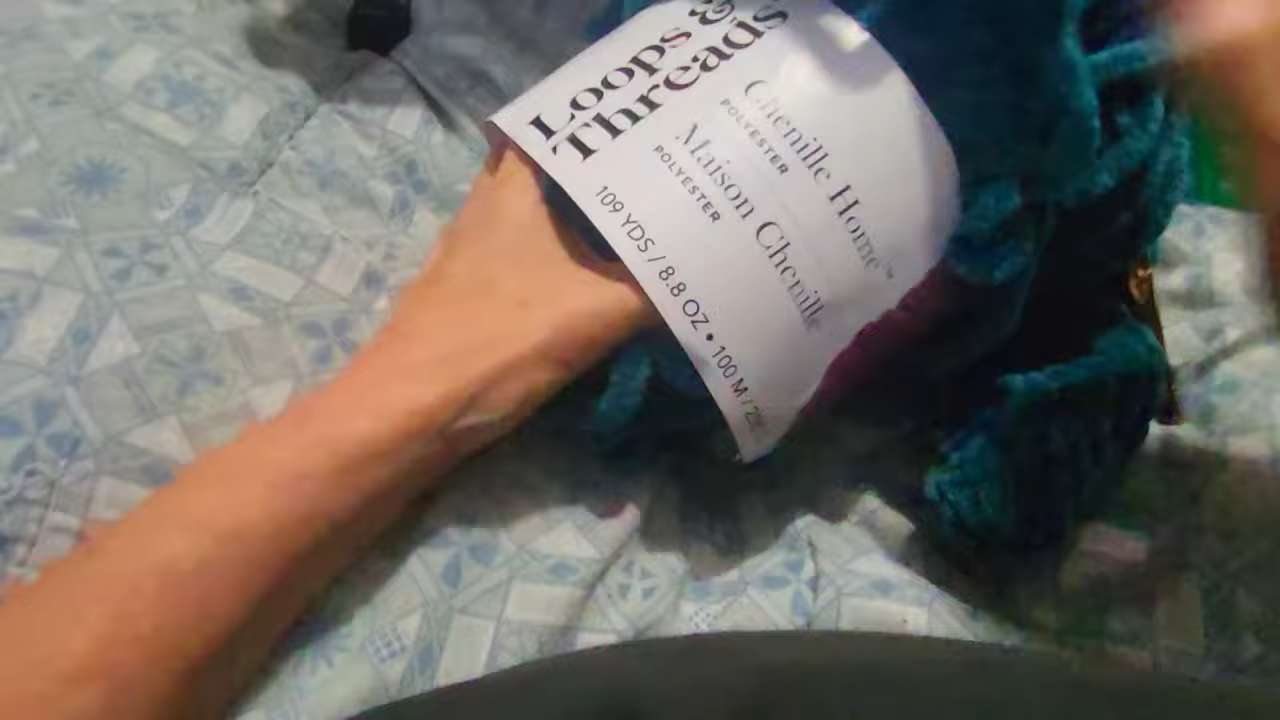 Loops &
Threads
Chenille Home™
POLYESTER
Maison Chenille
POLYESTER
109 YDS / 8.8 OZ • 100 M /